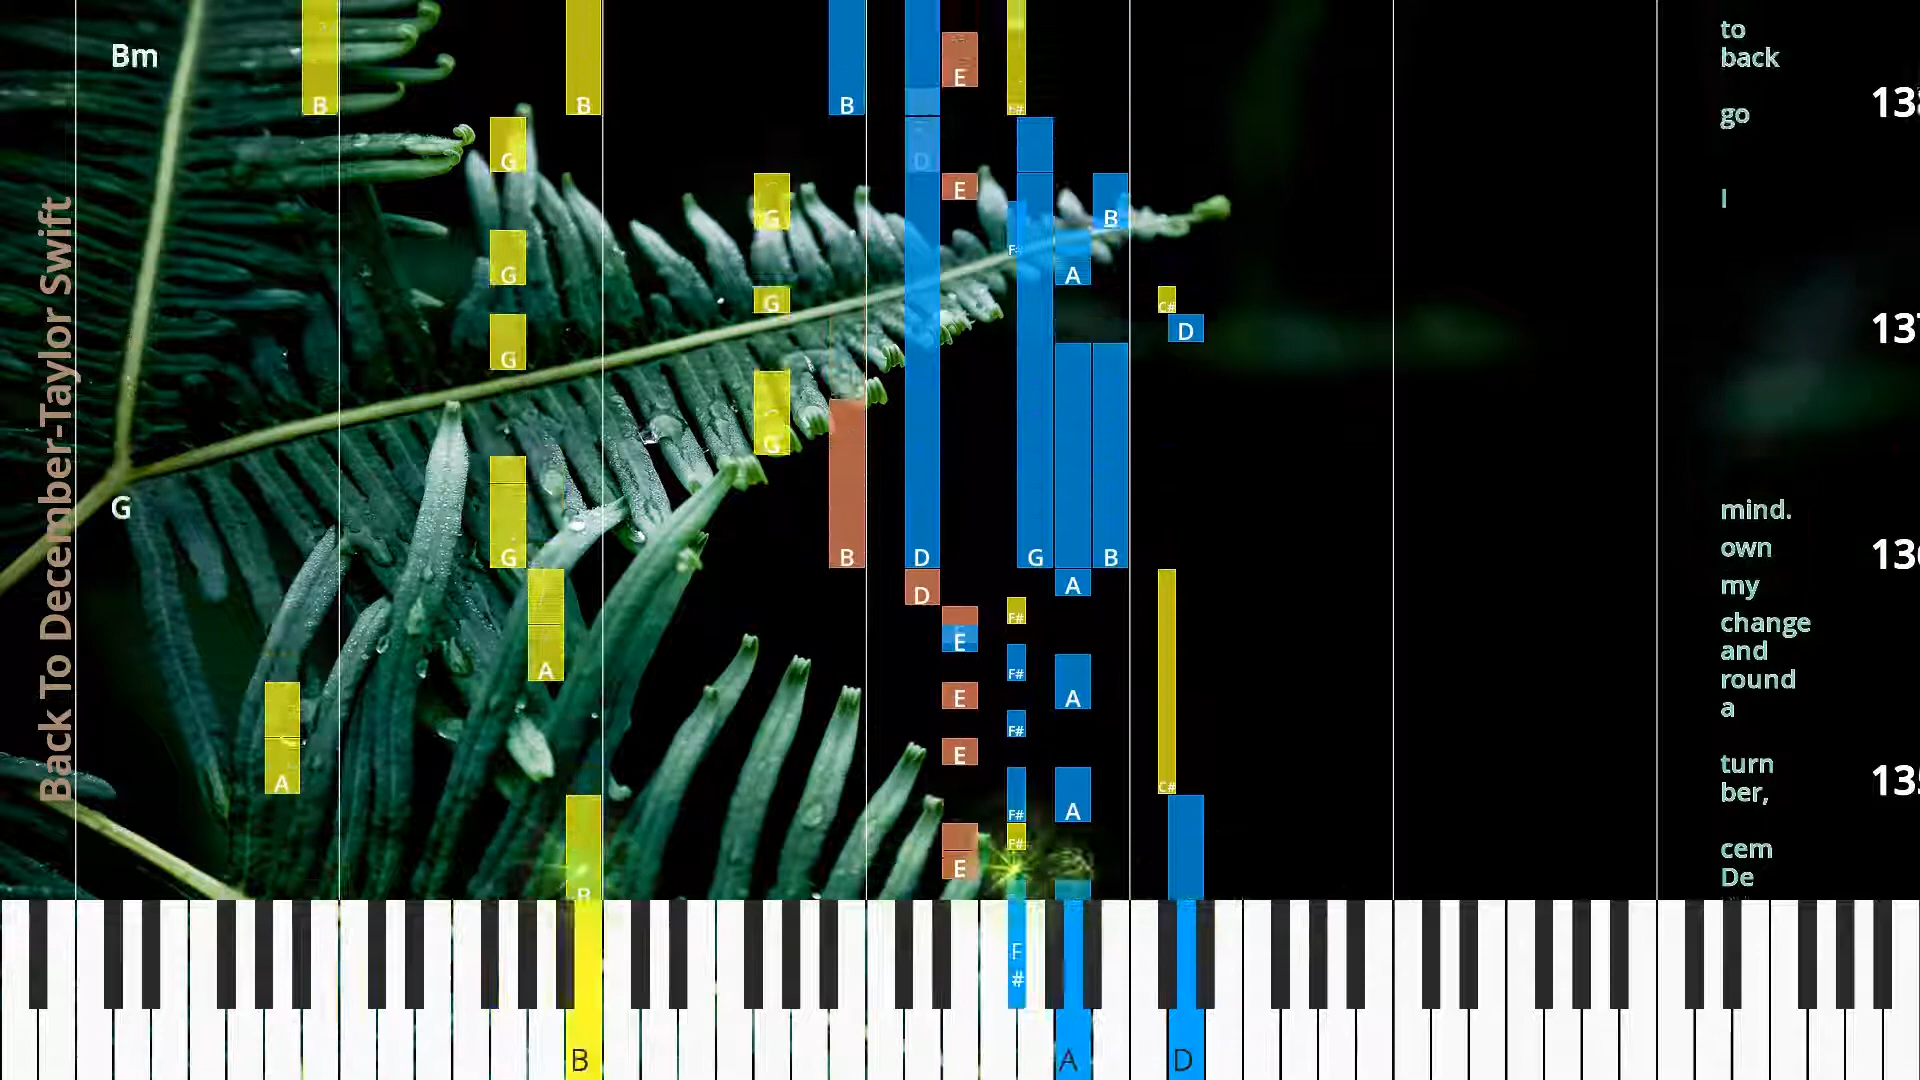 Back To December-Taylor Swift
Bm
G
to
back
go
I
mind.
own
my
change
and
round
a
turn
ber,
cem
De
137
B B B E F#
G D E
G F# B
G G A
G C#
G D
G
G B D G A B
D A
F#
A E
F#
E A
A F#
E
A F# A C#
F#
E
B
F
#
B A D